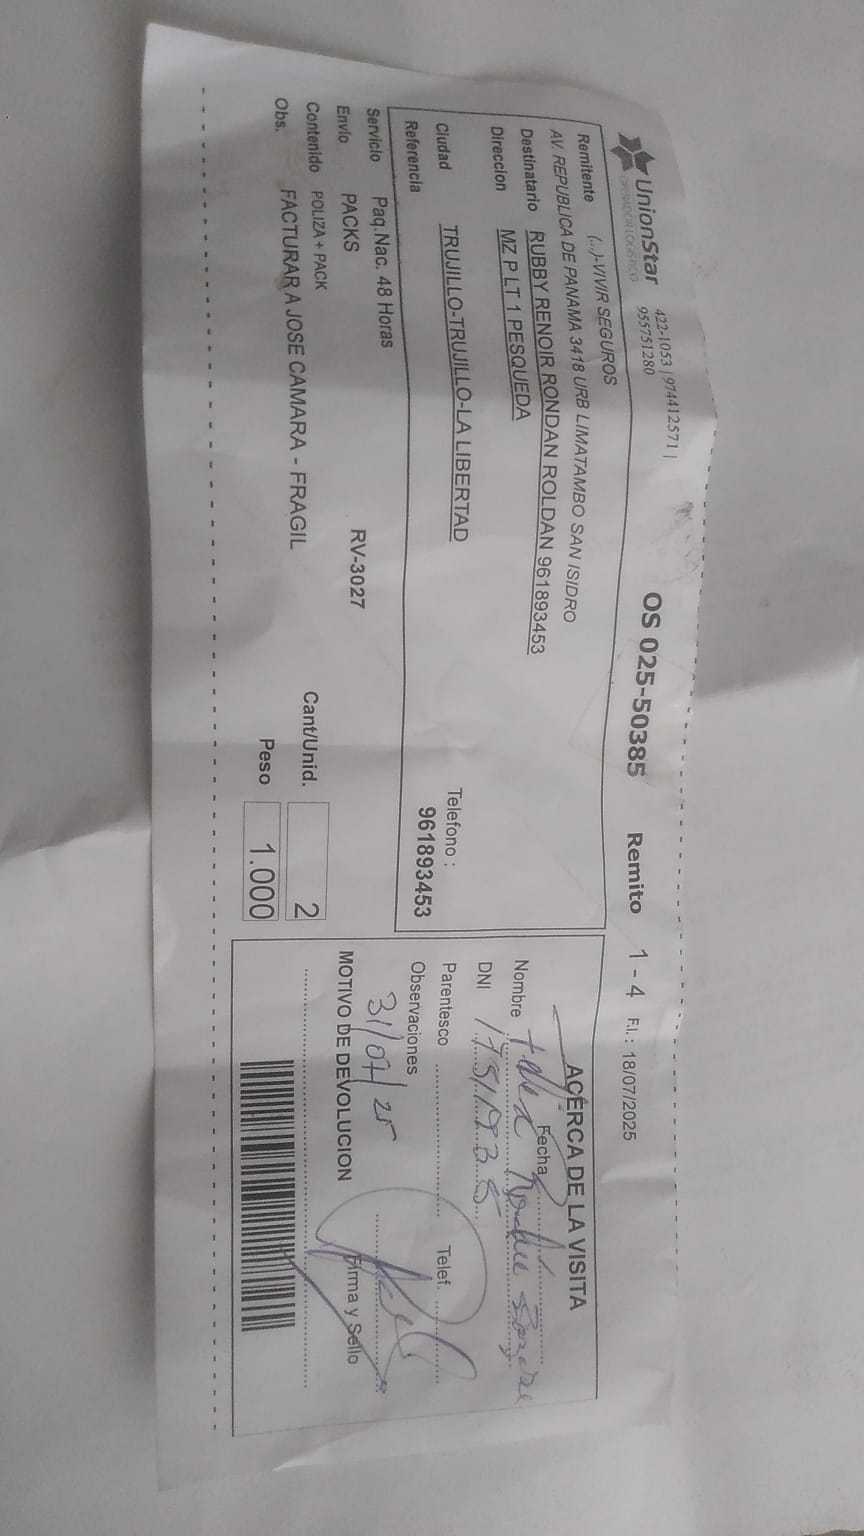 UnionStar
OPERADOR LOGISTICO
422-1053 | 974412571 |
955751280
OS 025-50385 Remito 1 - 4 F.I.: 18/07/2025
Remitente (...)-VIVIR SEGUROS
AV. REPUBLICA DE PANAMA 3418 URB LIMATAMBO SAN ISIDRO
Destinatario RUBBY RENOIR RONDAN ROLDAN 961893453
Direccion MZ P LT 1 PESQUEDA
Ciudad TRUJILLO-TRUJILLO-LA LIBERTAD
Telefono :
961893453
Referencia
Servicio Paq.Nac. 48 Horas
Envio PACKS RV-3027
Contenido POLIZA + PACK
Cant/Unid. 2
Obs. FACTURAR A JOSE CAMARA - FRAGIL
Peso 1.000
ACERCA DE LA VISITA
Fecha
Nombre
DNI
Parentesco Telef.
Observaciones
31/07/25
MOTIVO DE DEVOLUCION Firma y Sello